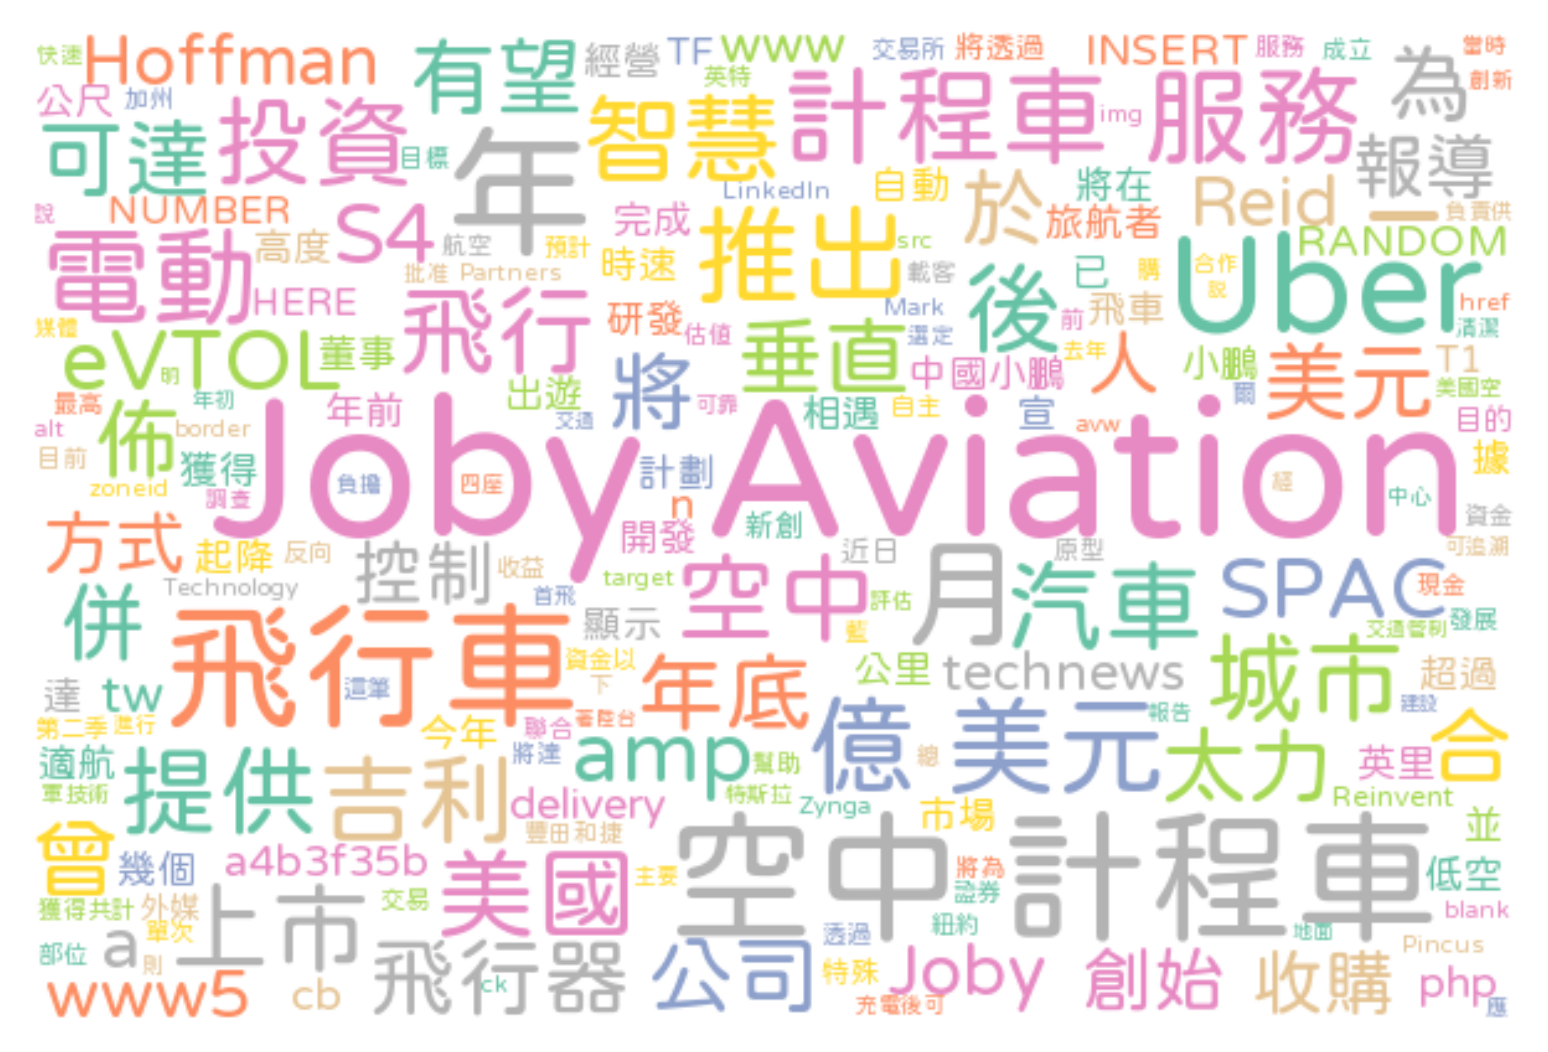 快速 Hoffman 有望 經營 TF www 交易所 將透過 INSERT 服務 成立 為 當時
公尺 加州 投資 智慧 英特 計程車 img 服務 創新
可達 目標 年 LinkedIn 自動 於 將在 Reid 一 報導
說 NUMBER S4 航空 完成 推出 src 旅航者 負責供
電動 高度 預計 時速 載客 後 已 購 合作 說 Uber RANDOM
HERE 批准 Partners 飛行 研發 估值 Mark 選定 前 飛車 href 清潔
媒體 eVTOL 明 董事 出遊 將 垂直 中國小鵬 去年 人 小鵬 美元 T1 美國空
最高 年初 年前 交通 可靠 相遇 自主 宣 爾 目的
alt 佈 border Joby Aviation avw 據
目前 zoneid 獲得 調查 負擔 四座 計劃 n 新創 經 中心 資金
方式 起降 反向 控制 收益 開發 近日 月 原型 可追溯
Technology 首飛 target 空中 評估 汽車 SPAC 現金
併 飛行車 顯示 藍 交通管制 發展
達 tw 這筆 資金以 下 年底 公里 technews 城市 超過
第二季 進行 今年 聯合 著陸台 億 美元 報告 建設 合
適航 提供 吉利 將達 amp 幫助 總 太力 英里
軍技術 delivery 特斯拉 Zynga 市場 Reinvent
曾 幾個 a4b3f35b 豐田和捷 空中計程車 並
美國 主要 將為 低空
獲得共計 外媒 上市 交易 證券 blank
部位 a 單次 則 飛行器 公司 透過 紐約 地面 Pincus
www5 cb ck 特殊 Joby 創始 收購 php
充電後可 應